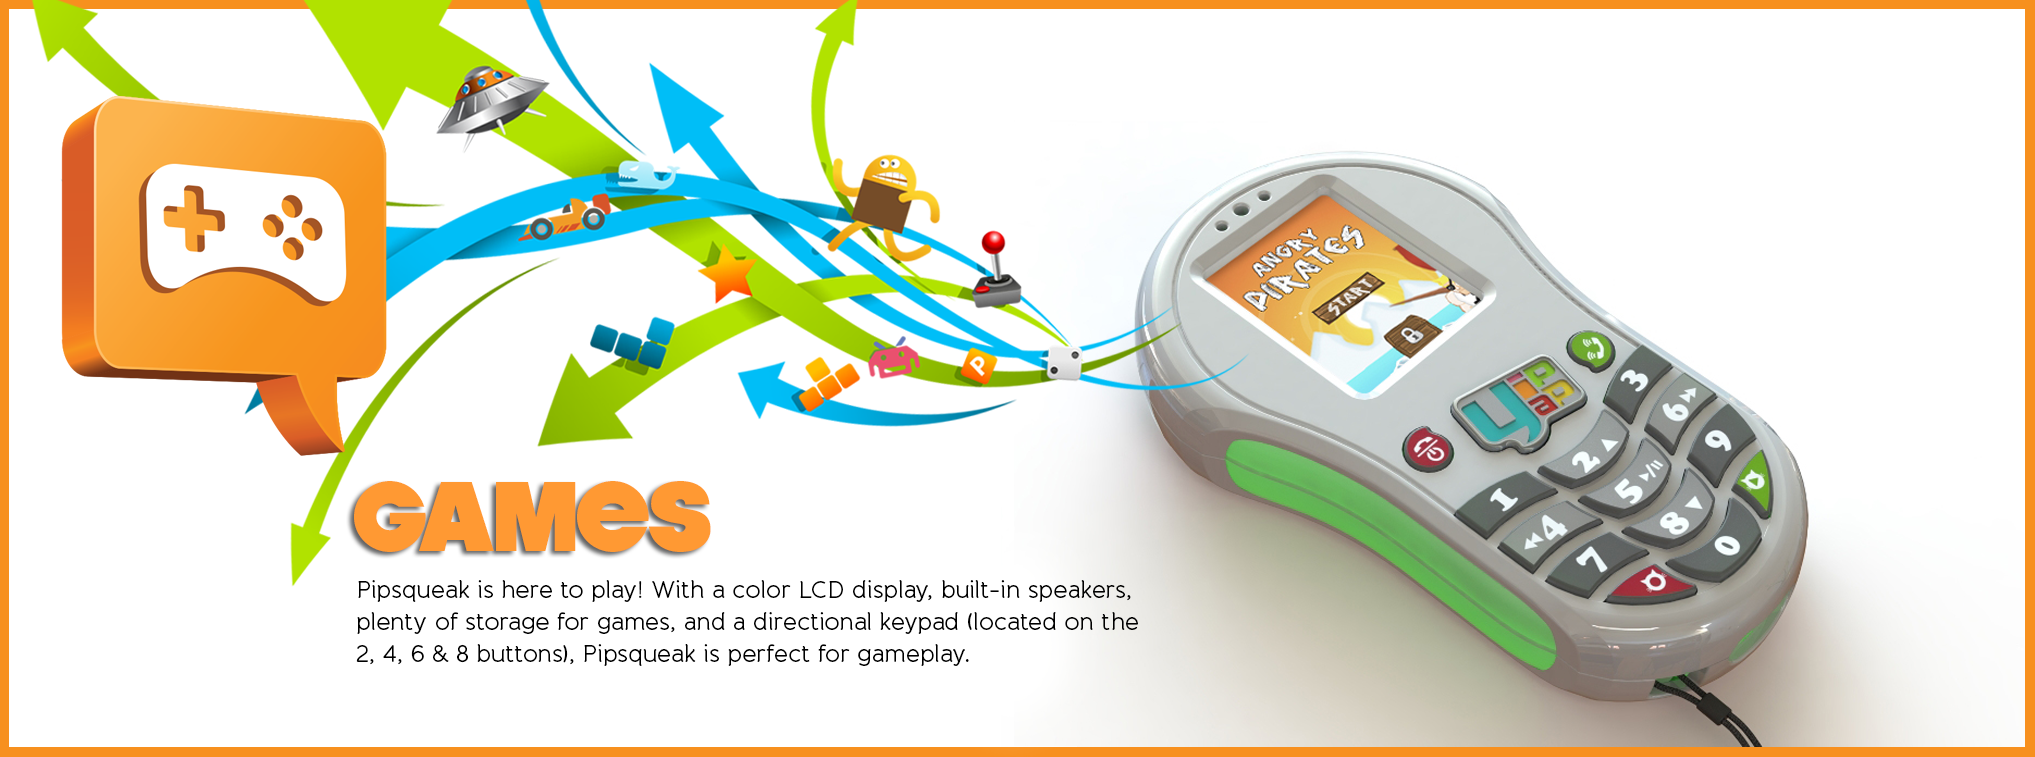 GAMES
Pipsqueak is here to play! With a color LCD display, built-in speakers,
plenty of storage for games, and a directional keypad (located on the
2, 4, 6 & 8 buttons), Pipsqueak is perfect for gameplay.
P
ANGRY
PIRATES
START
yip
yap
1
2
3
4
5
6
7
8
9
0